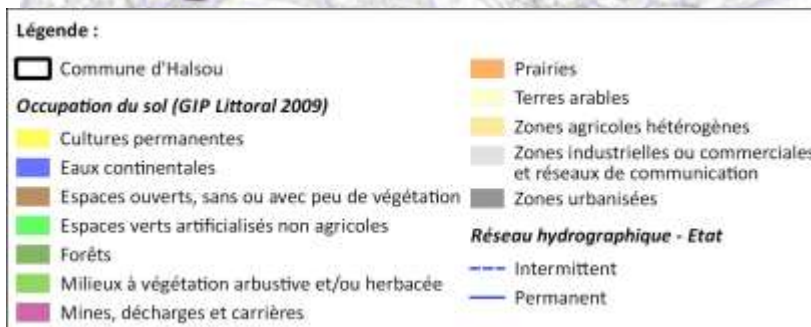 Légende :
Commune d'Halsou
Occupation du sol (GIP Littoral 2009)
Cultures permanentes
Eaux continentales
Espaces ouverts, sans ou avec peu de végétation
Espaces verts artificialisés non agricoles
Forêts
Milieux à végétation arbustive et/ou herbacée
Mines, décharges et carrières
Prairies
Terres arables
Zones agricoles hétérogènes
Zones industrielles ou commerciales
et réseaux de communication
Zones urbanisées
Réseau hydrographique - Etat
Intermittent
Permanent